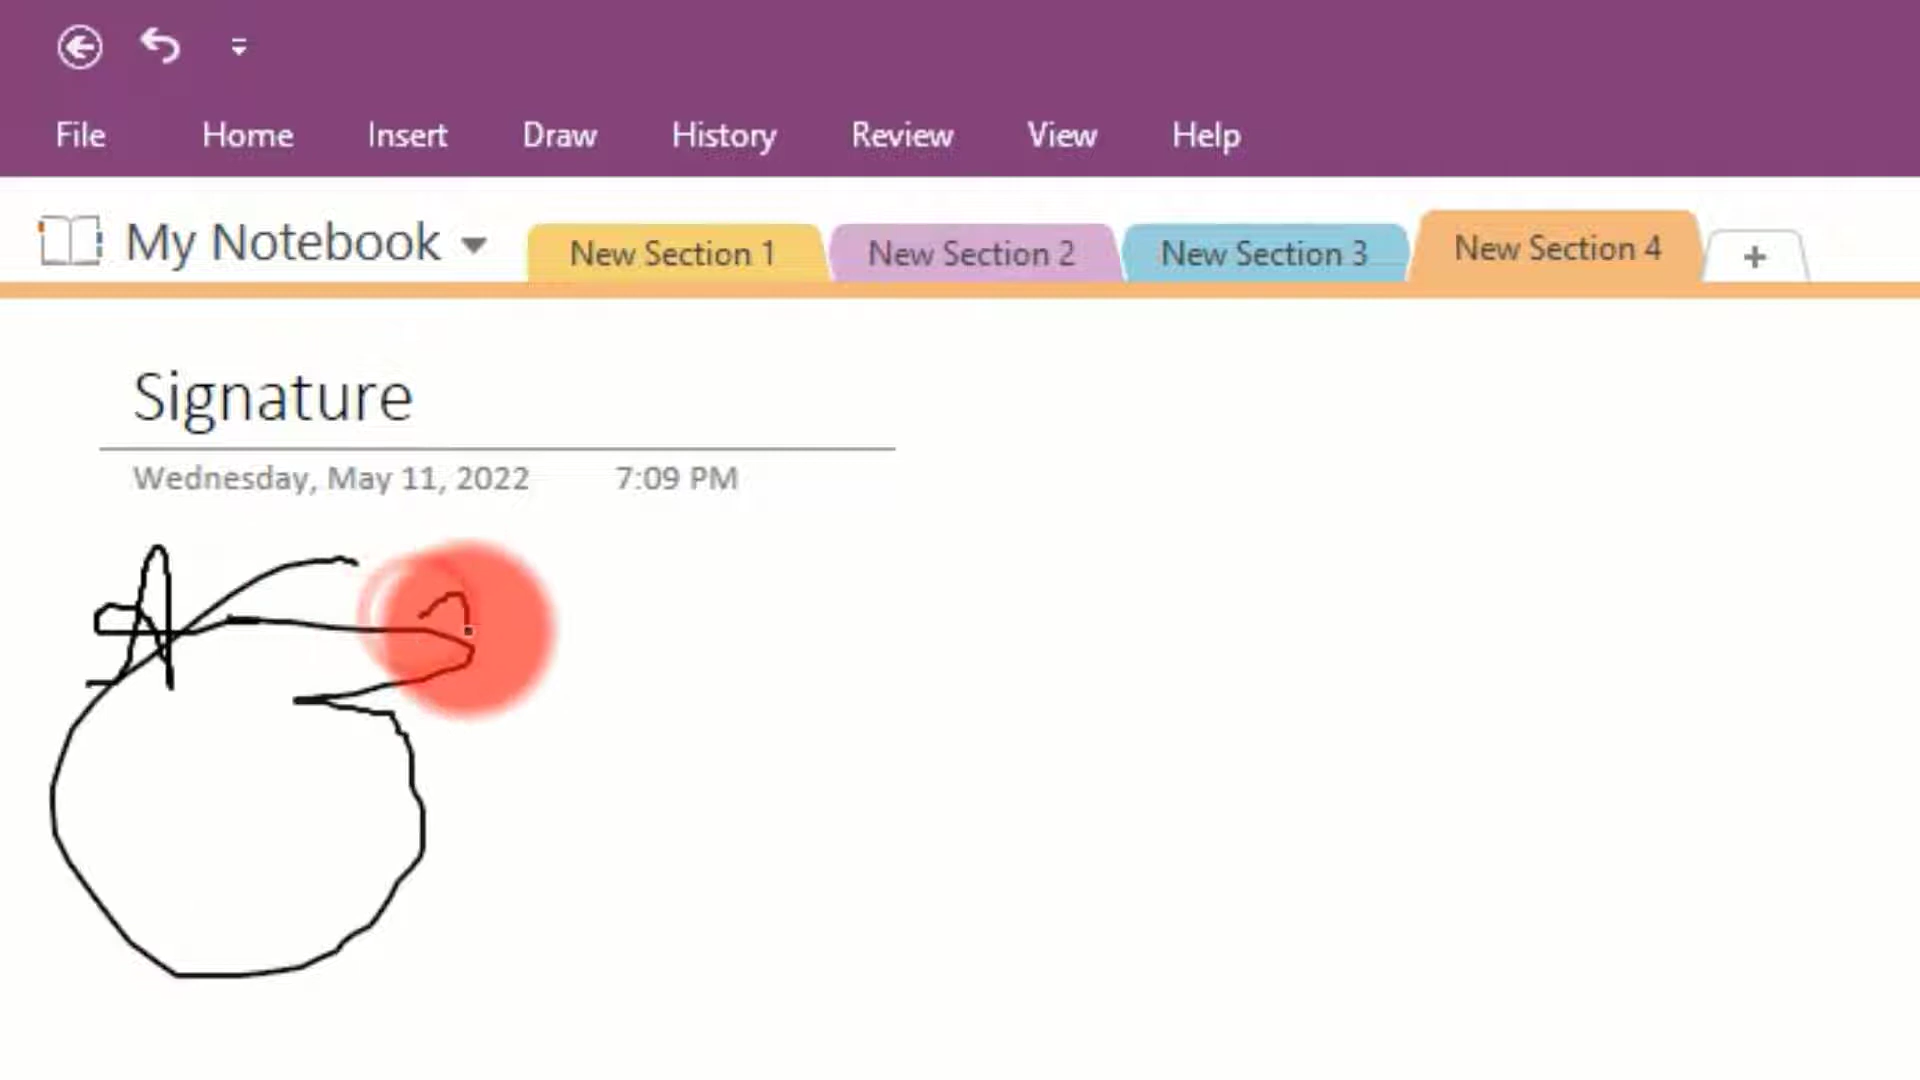 File Home Insert Draw History Review View Help
My Notebook New Section 1 New Section 2 New Section 3 New Section 4 +
Signature
Wednesday, May 11, 2022 7:09 PM